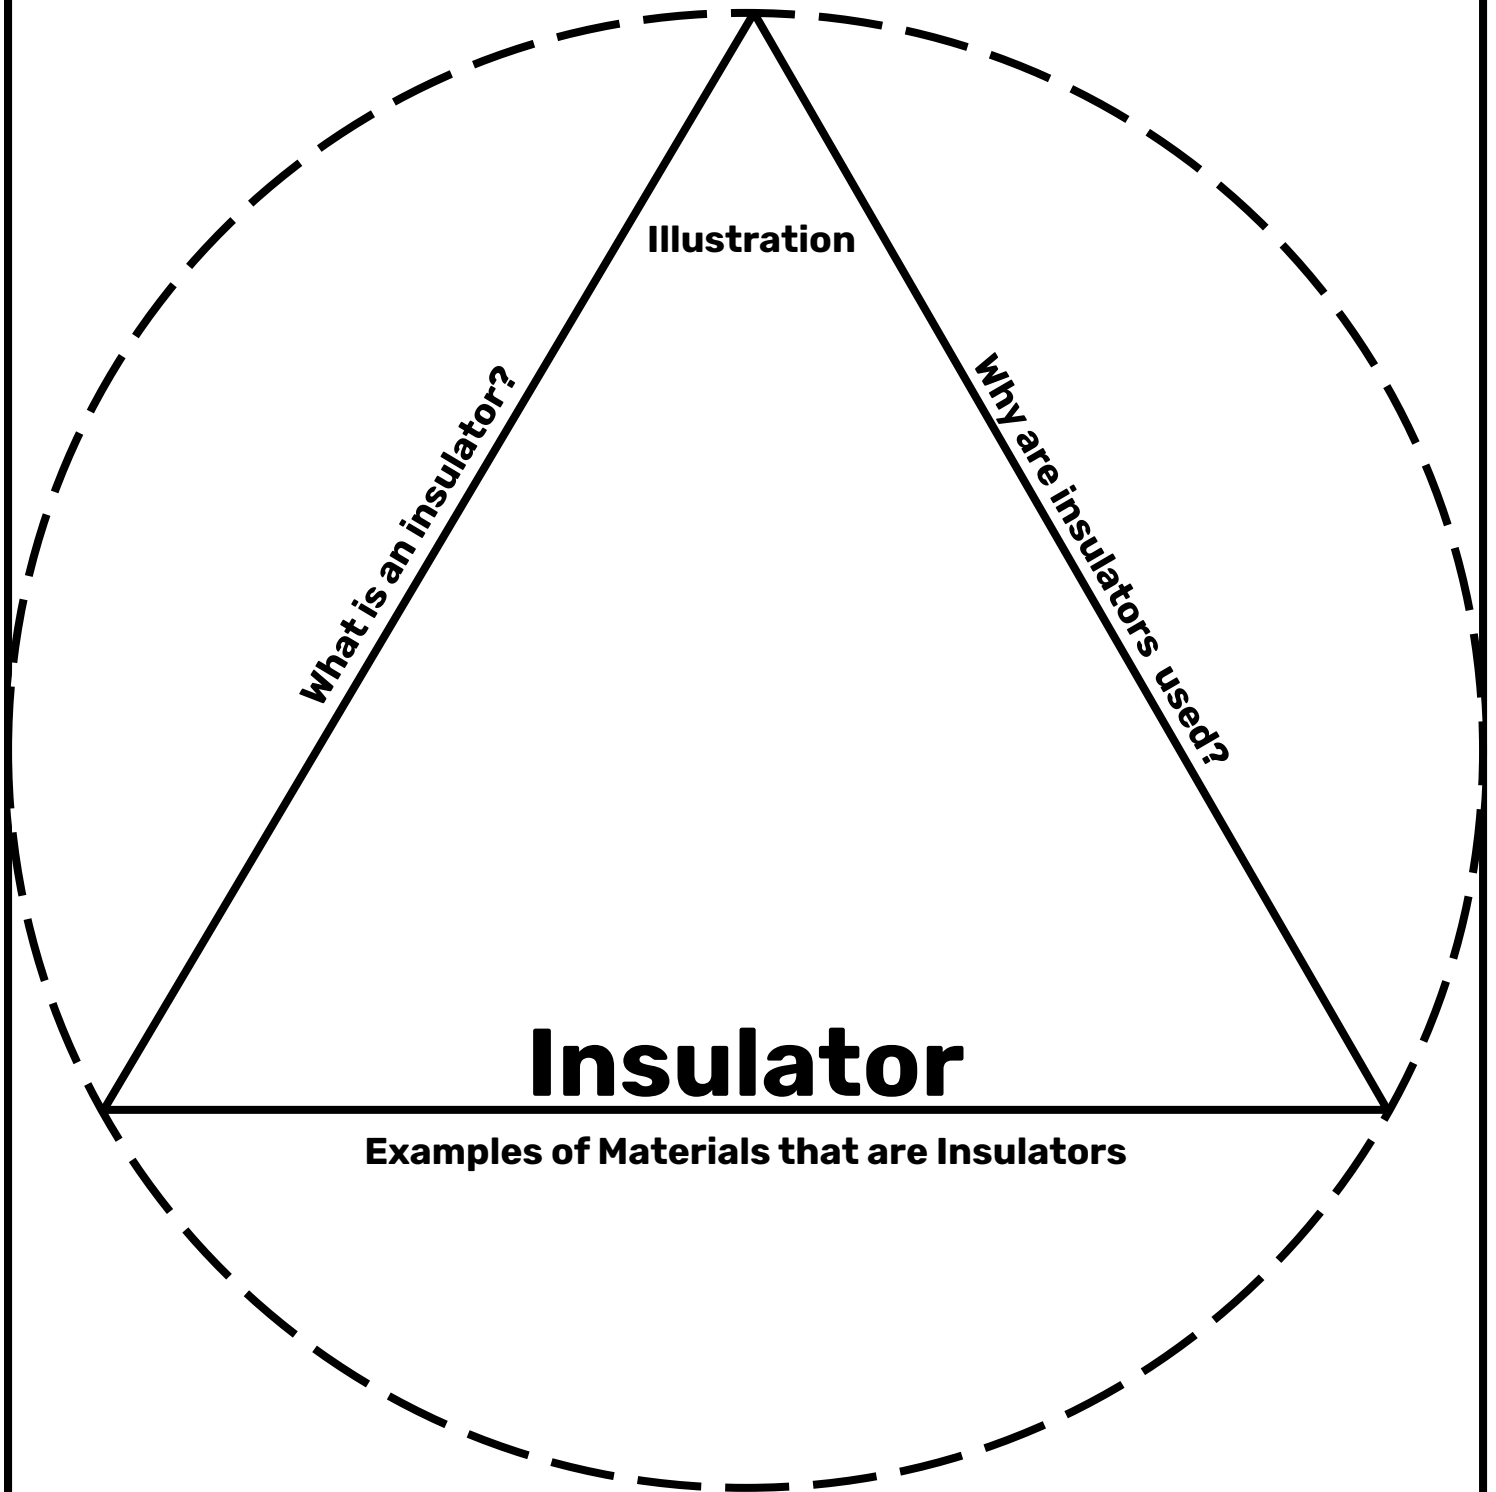 Illustration
What is an insulator?
Why are insulators used?
Insulator
Examples of Materials that are Insulators